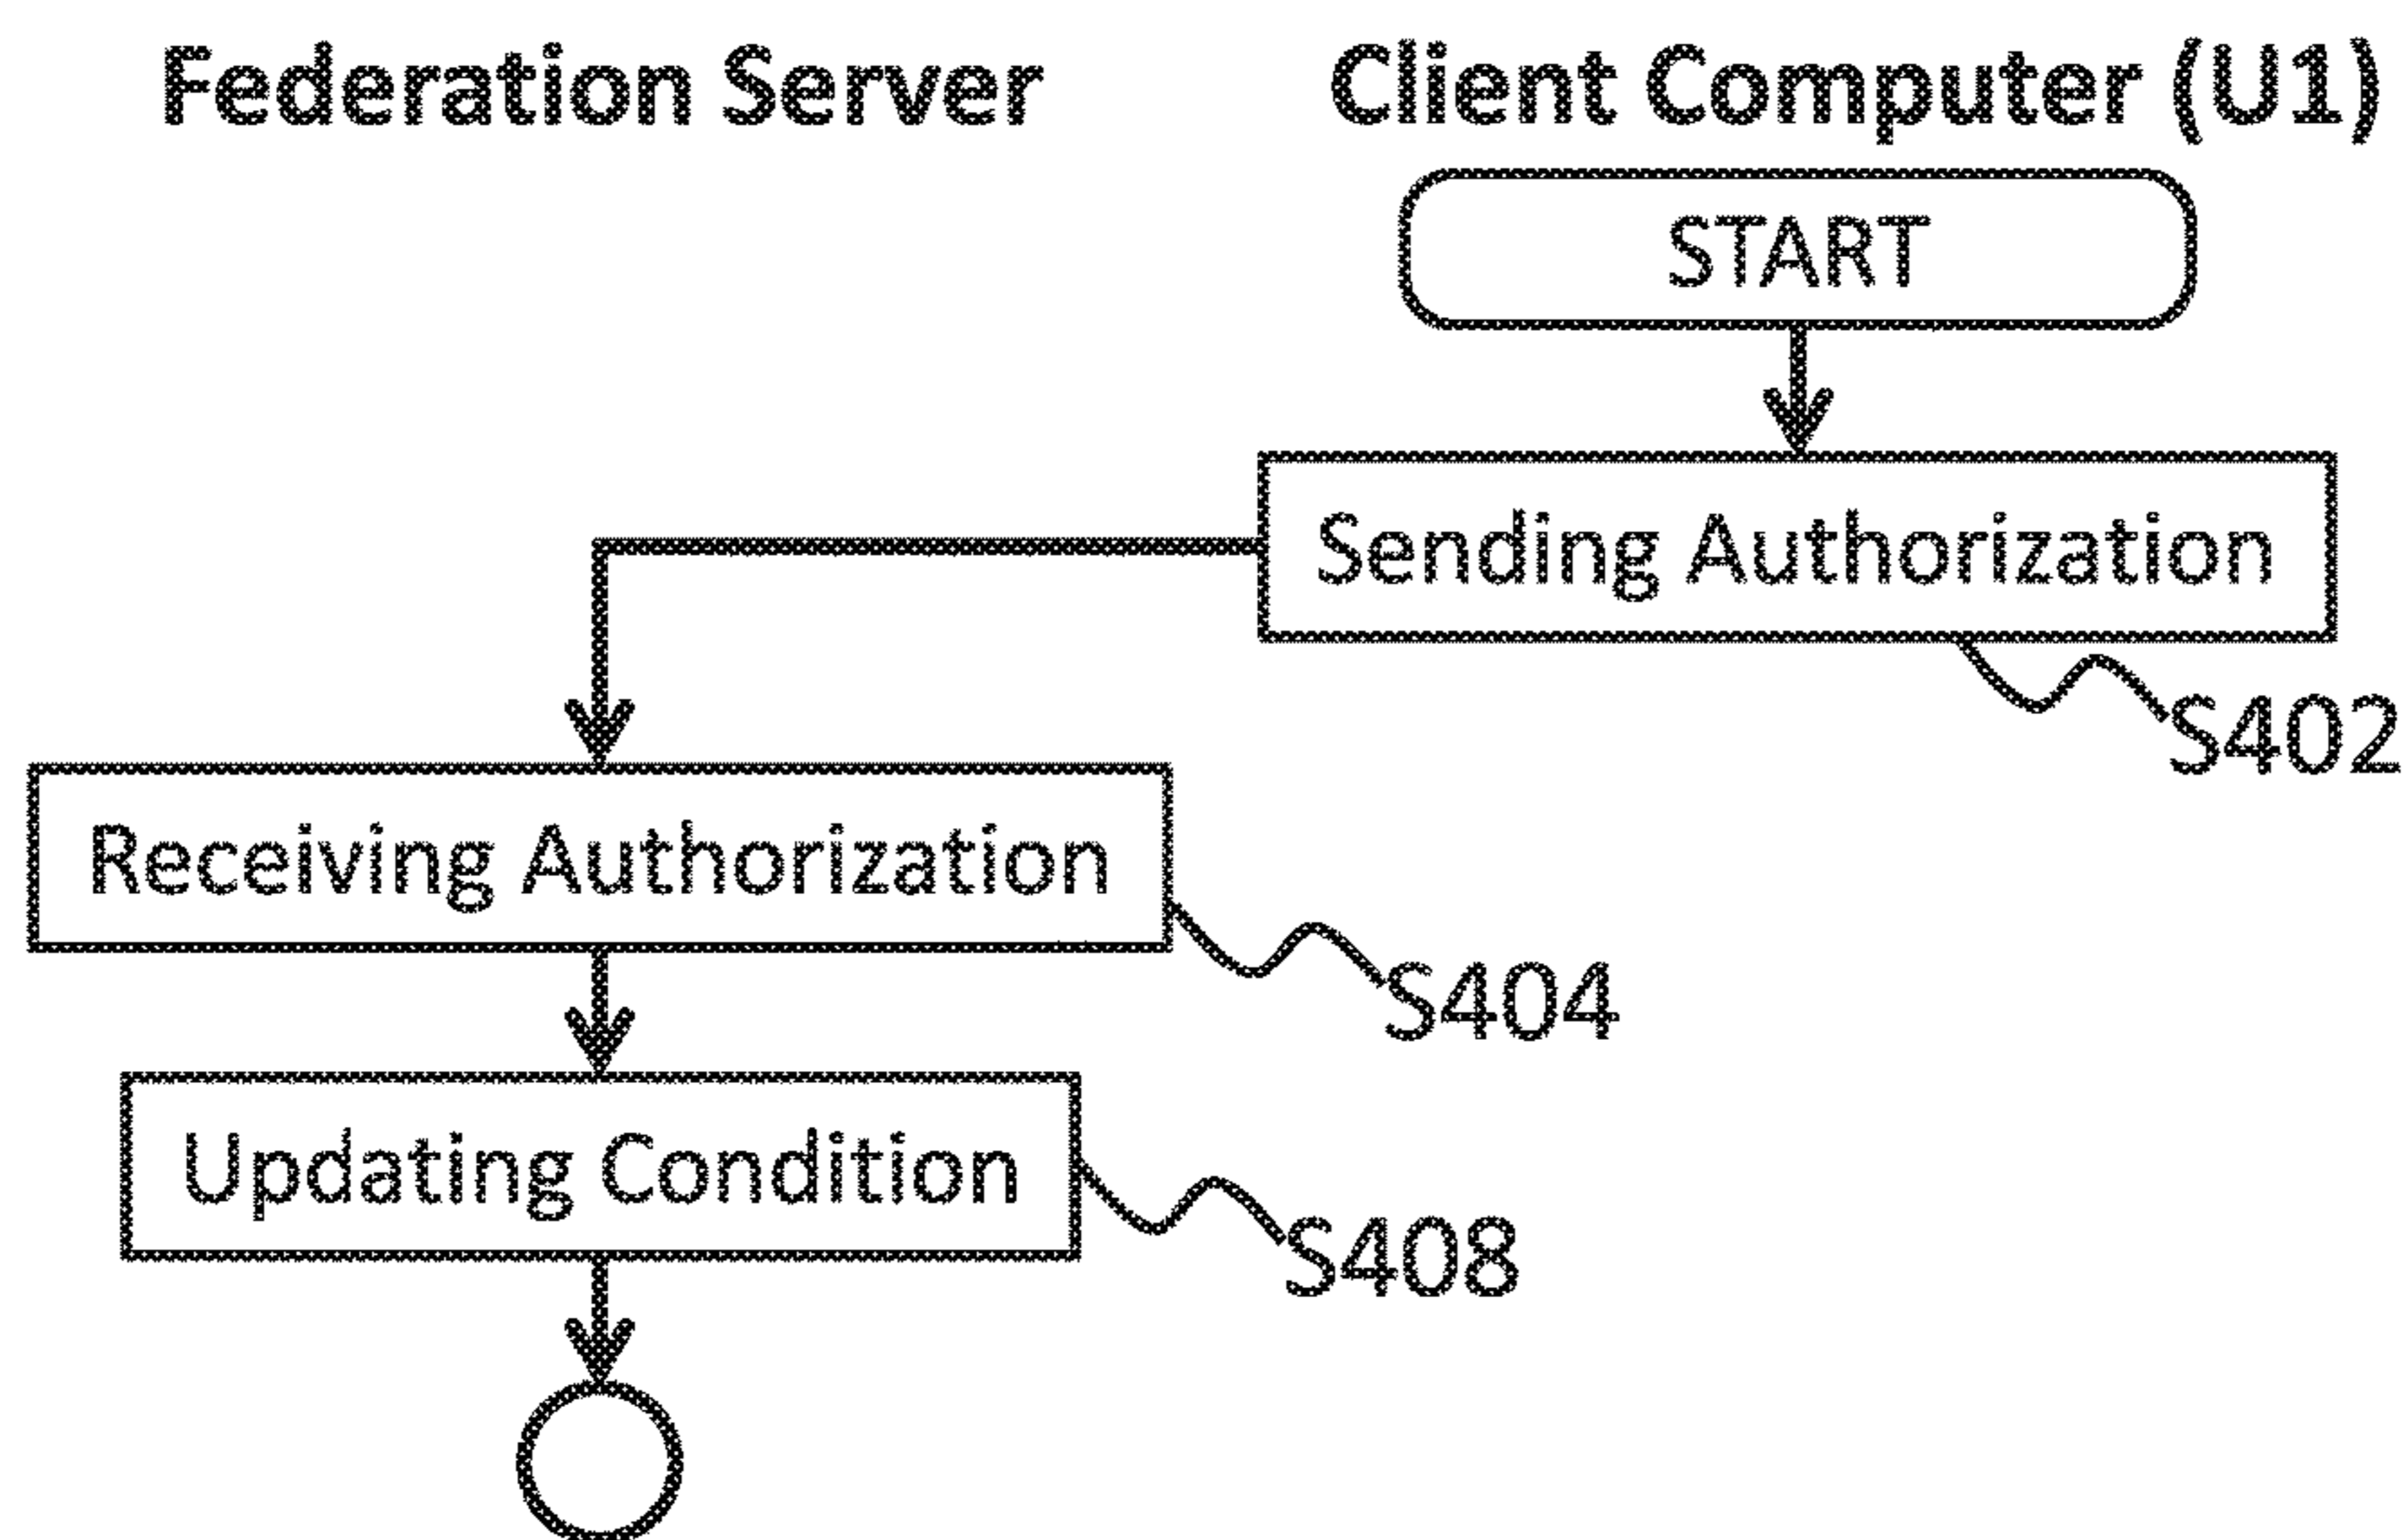 Federation Server
Client Computer (U1)
START
Sending Authorization
S402
Receiving Authorization
S404
Updating Condition
S408